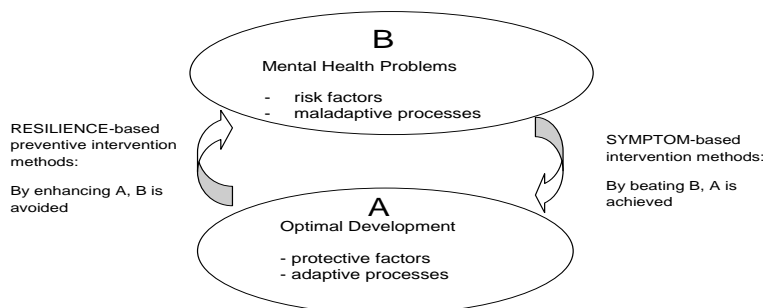 B
Mental Health Problems
- risk factors
- maladaptive processes
RESILIENCE-based
preventive intervention
methods:
By enhancing A, B is
avoided
SYMPTOM-based
intervention methods:
By beating B, A is
achieved
A
Optimal Development
- protective factors
- adaptive processes